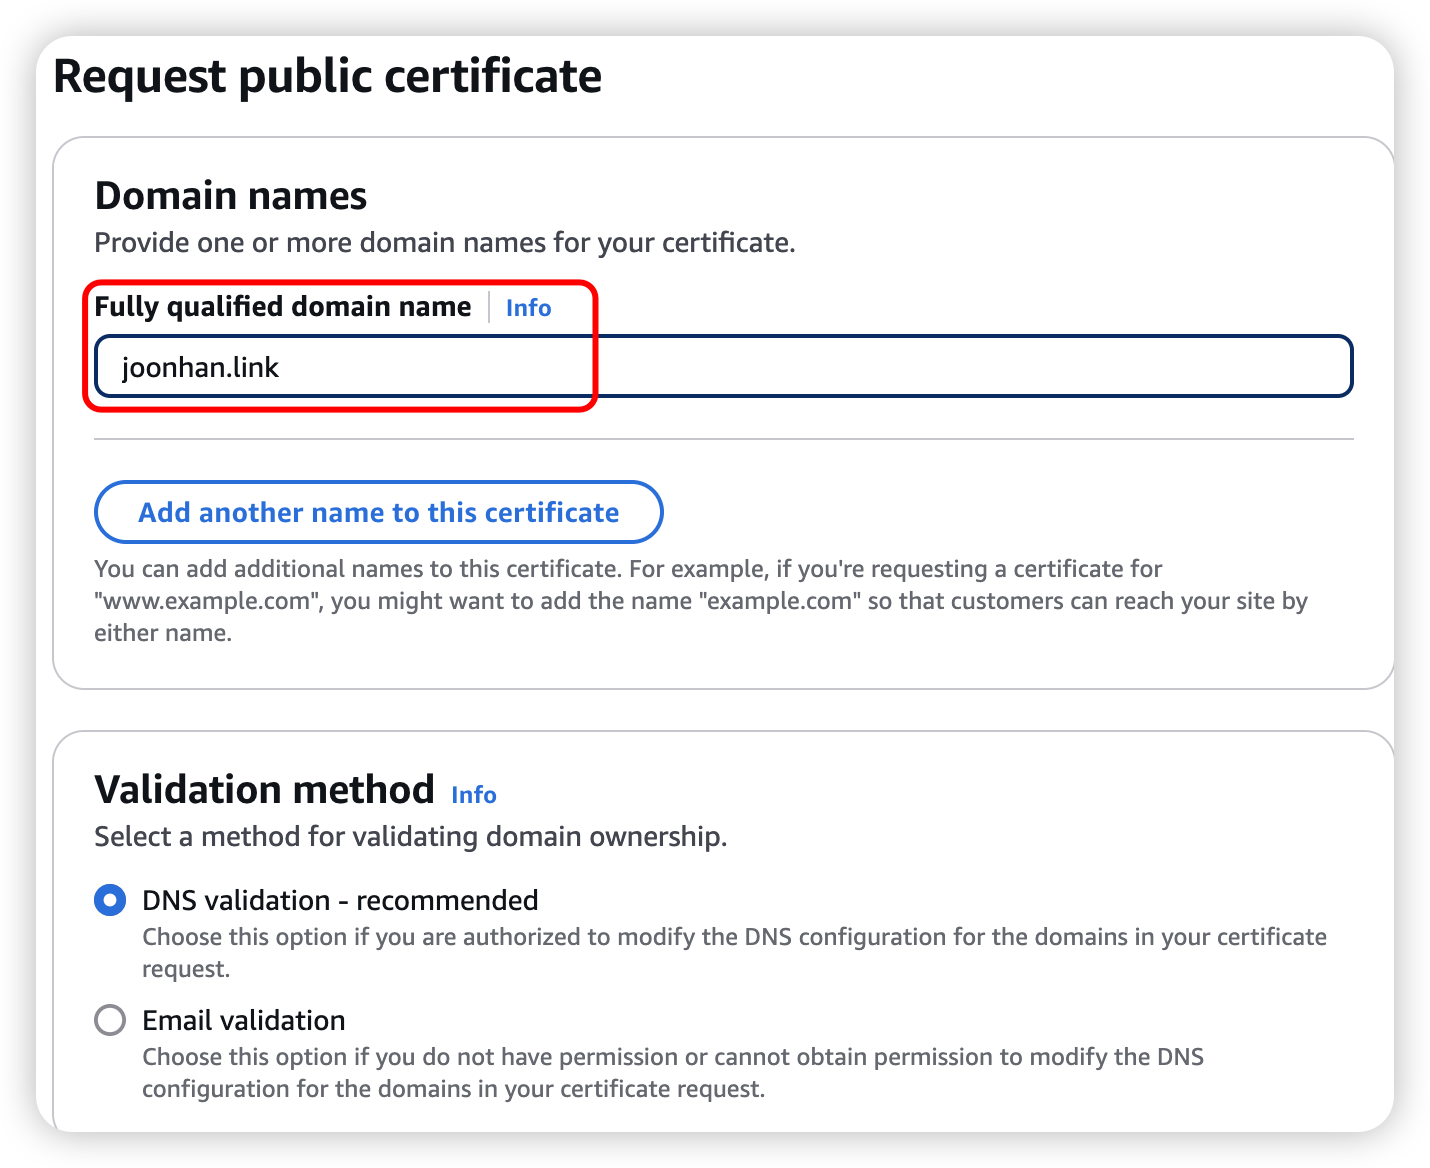 Request public certificate
Domain names
Provide one or more domain names for your certificate.
Fully qualified domain name Info
joonhan.link
Add another name to this certificate
You can add additional names to this certificate. For example, if you're requesting a certificate for
"www.example.com", you might want to add the name "example.com" so that customers can reach your site by
either name.
Validation method Info
Select a method for validating domain ownership.
DNS validation - recommended
Choose this option if you are authorized to modify the DNS configuration for the domains in your certificate
request.
Email validation
Choose this option if you do not have permission or cannot obtain permission to modify the DNS
configuration for the domains in your certificate request.